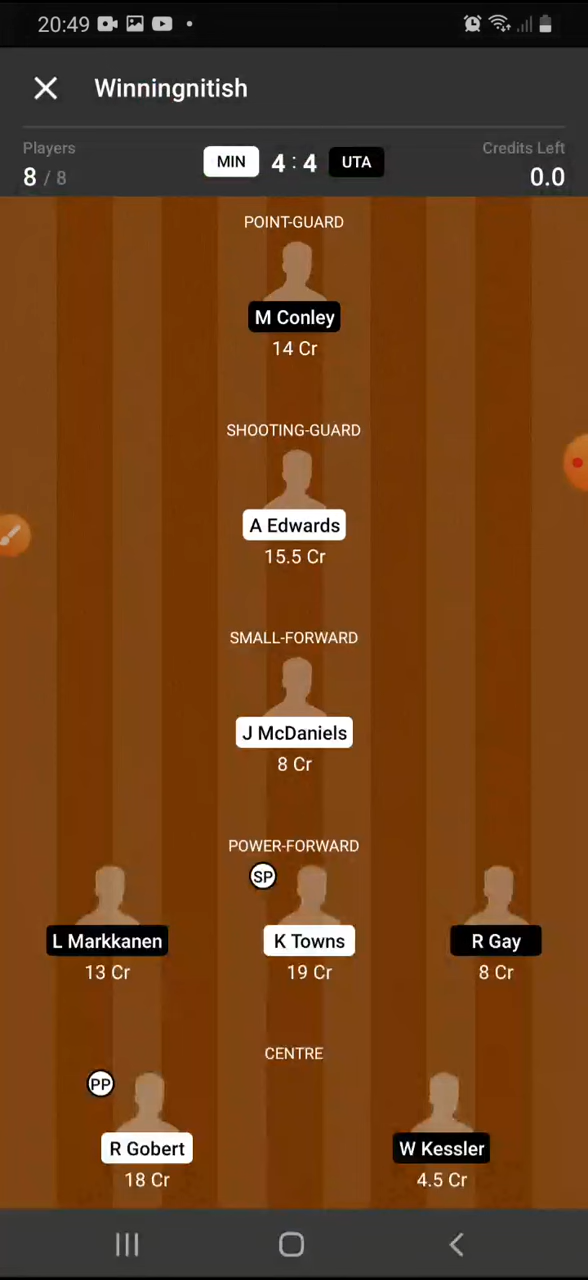 20:49
Winningnitish
Players
8 / 8
MIN 4 : 4 UTA
Credits Left
0.0
POINT-GUARD
M Conley
14 Cr
SHOOTING-GUARD
A Edwards
15.5 Cr
SMALL-FORWARD
J McDaniels
8 Cr
POWER-FORWARD
SP
L Markkanen K Towns R Gay
13 Cr 19 Cr 8 Cr
CENTRE
PP
R Gobert W Kessler
18 Cr 4.5 Cr